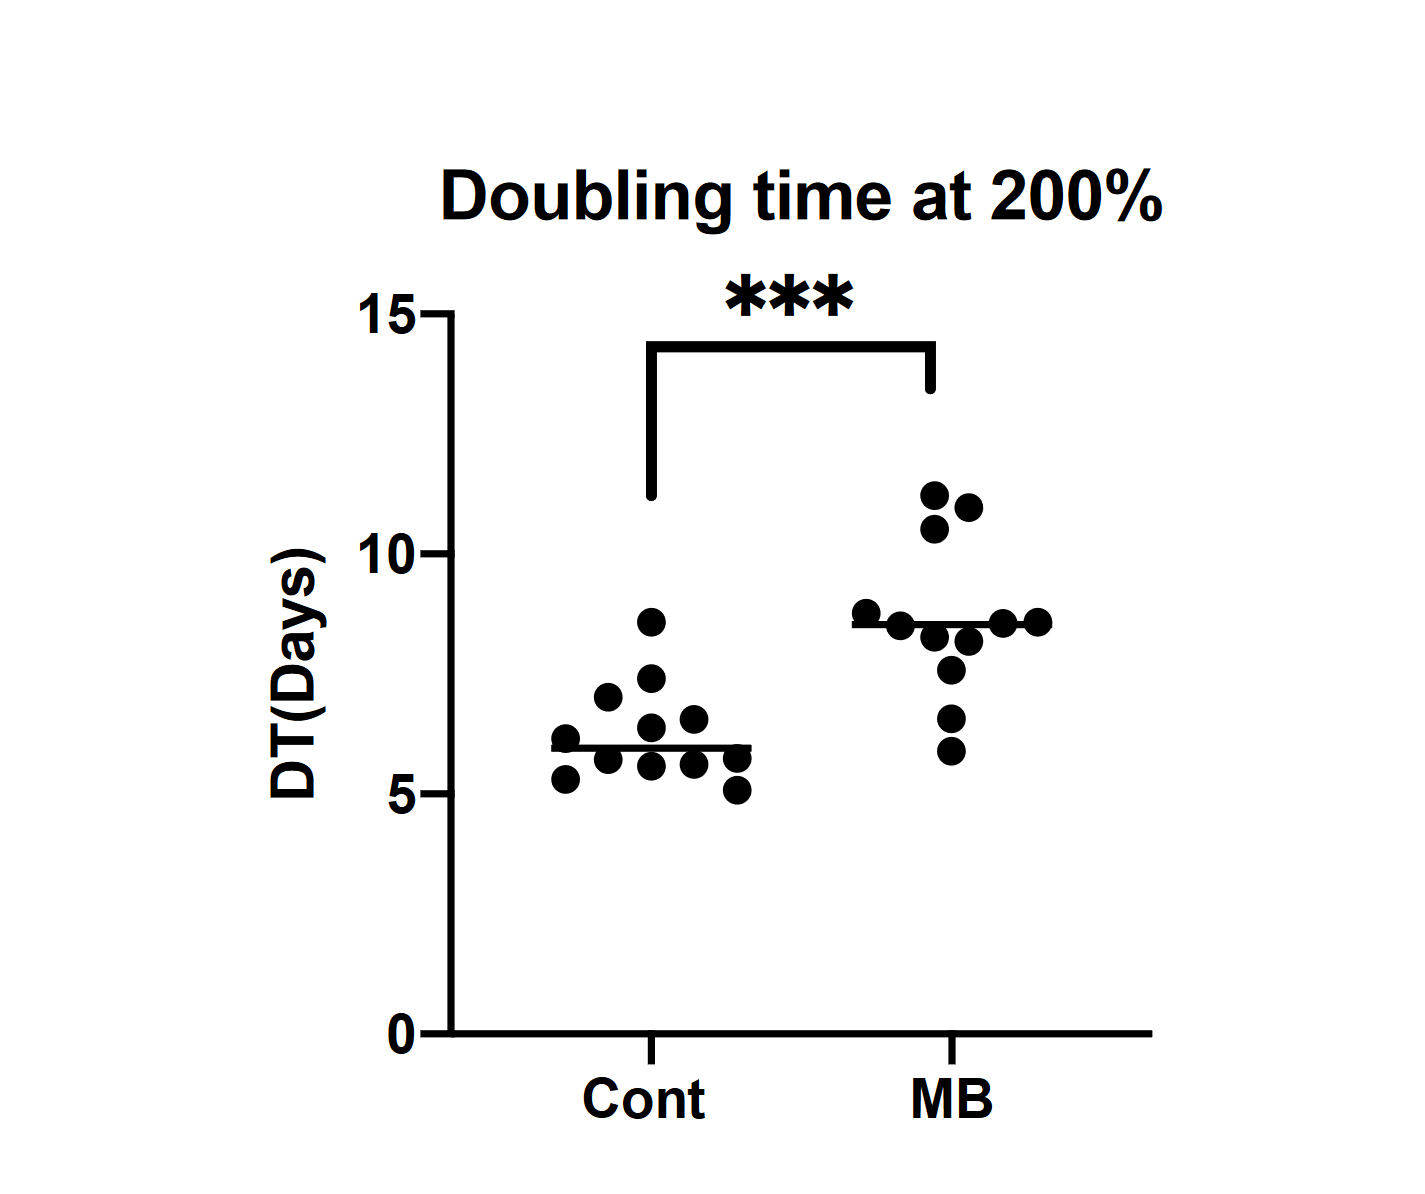 Doubling time at 200%
***
15
10
5
0
DT(Days)
Cont
MB